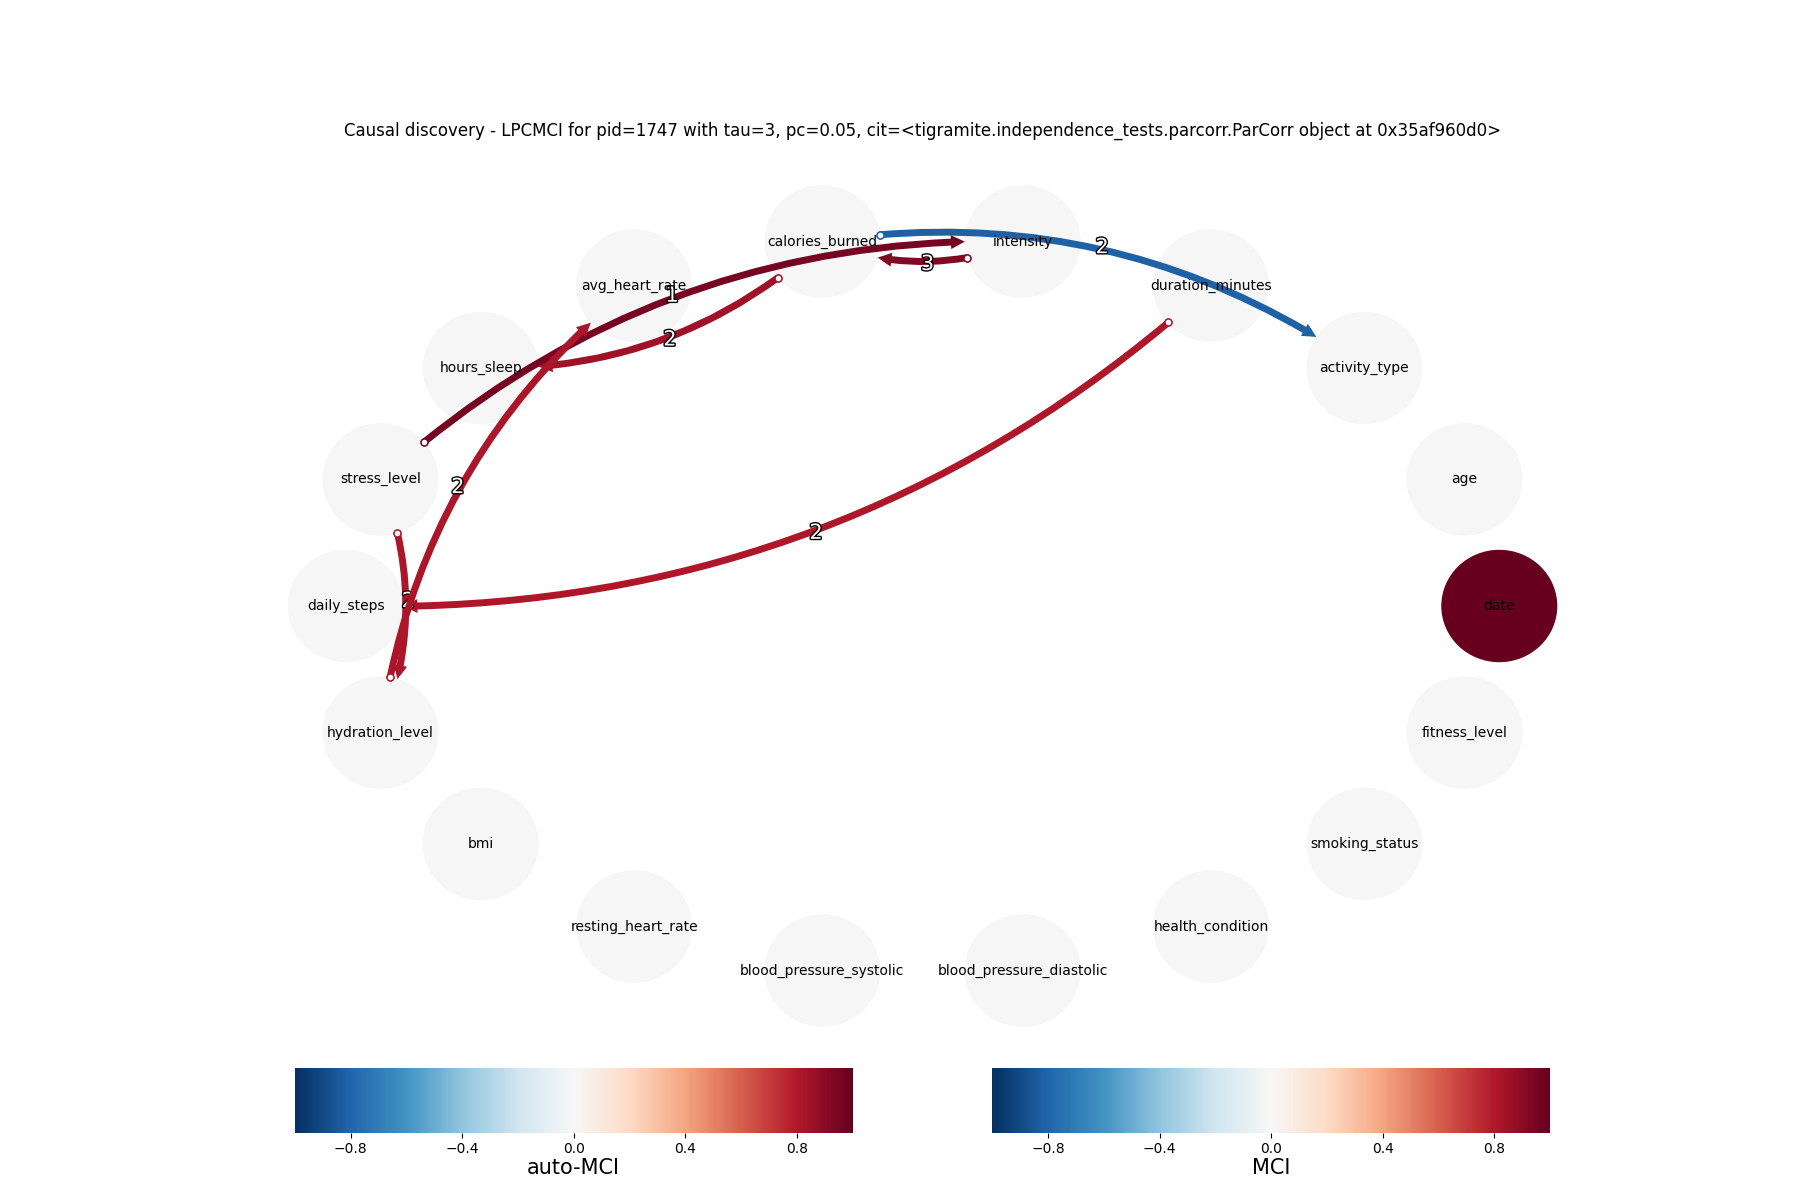 Causal discovery - LPCMCI for pid=1747 with tau=3, pc=0.05, cit=<tigramite.independence_tests.parcorr.ParCorr object at 0x35af960d0>
calories_burned
intensity
2
3
avg_heart_rate
1
duration_minutes
2
hours_sleep
activity_type
stress_level
2
age
2
daily_steps
2
date
hydration_level
fitness_level
bmi
smoking_status
resting_heart_rate
health_condition
blood_pressure_systolic
blood_pressure_diastolic
−0.8 −0.4 0.0 0.4 0.8
auto-MCI
−0.8 −0.4 0.0 0.4 0.8
MCI